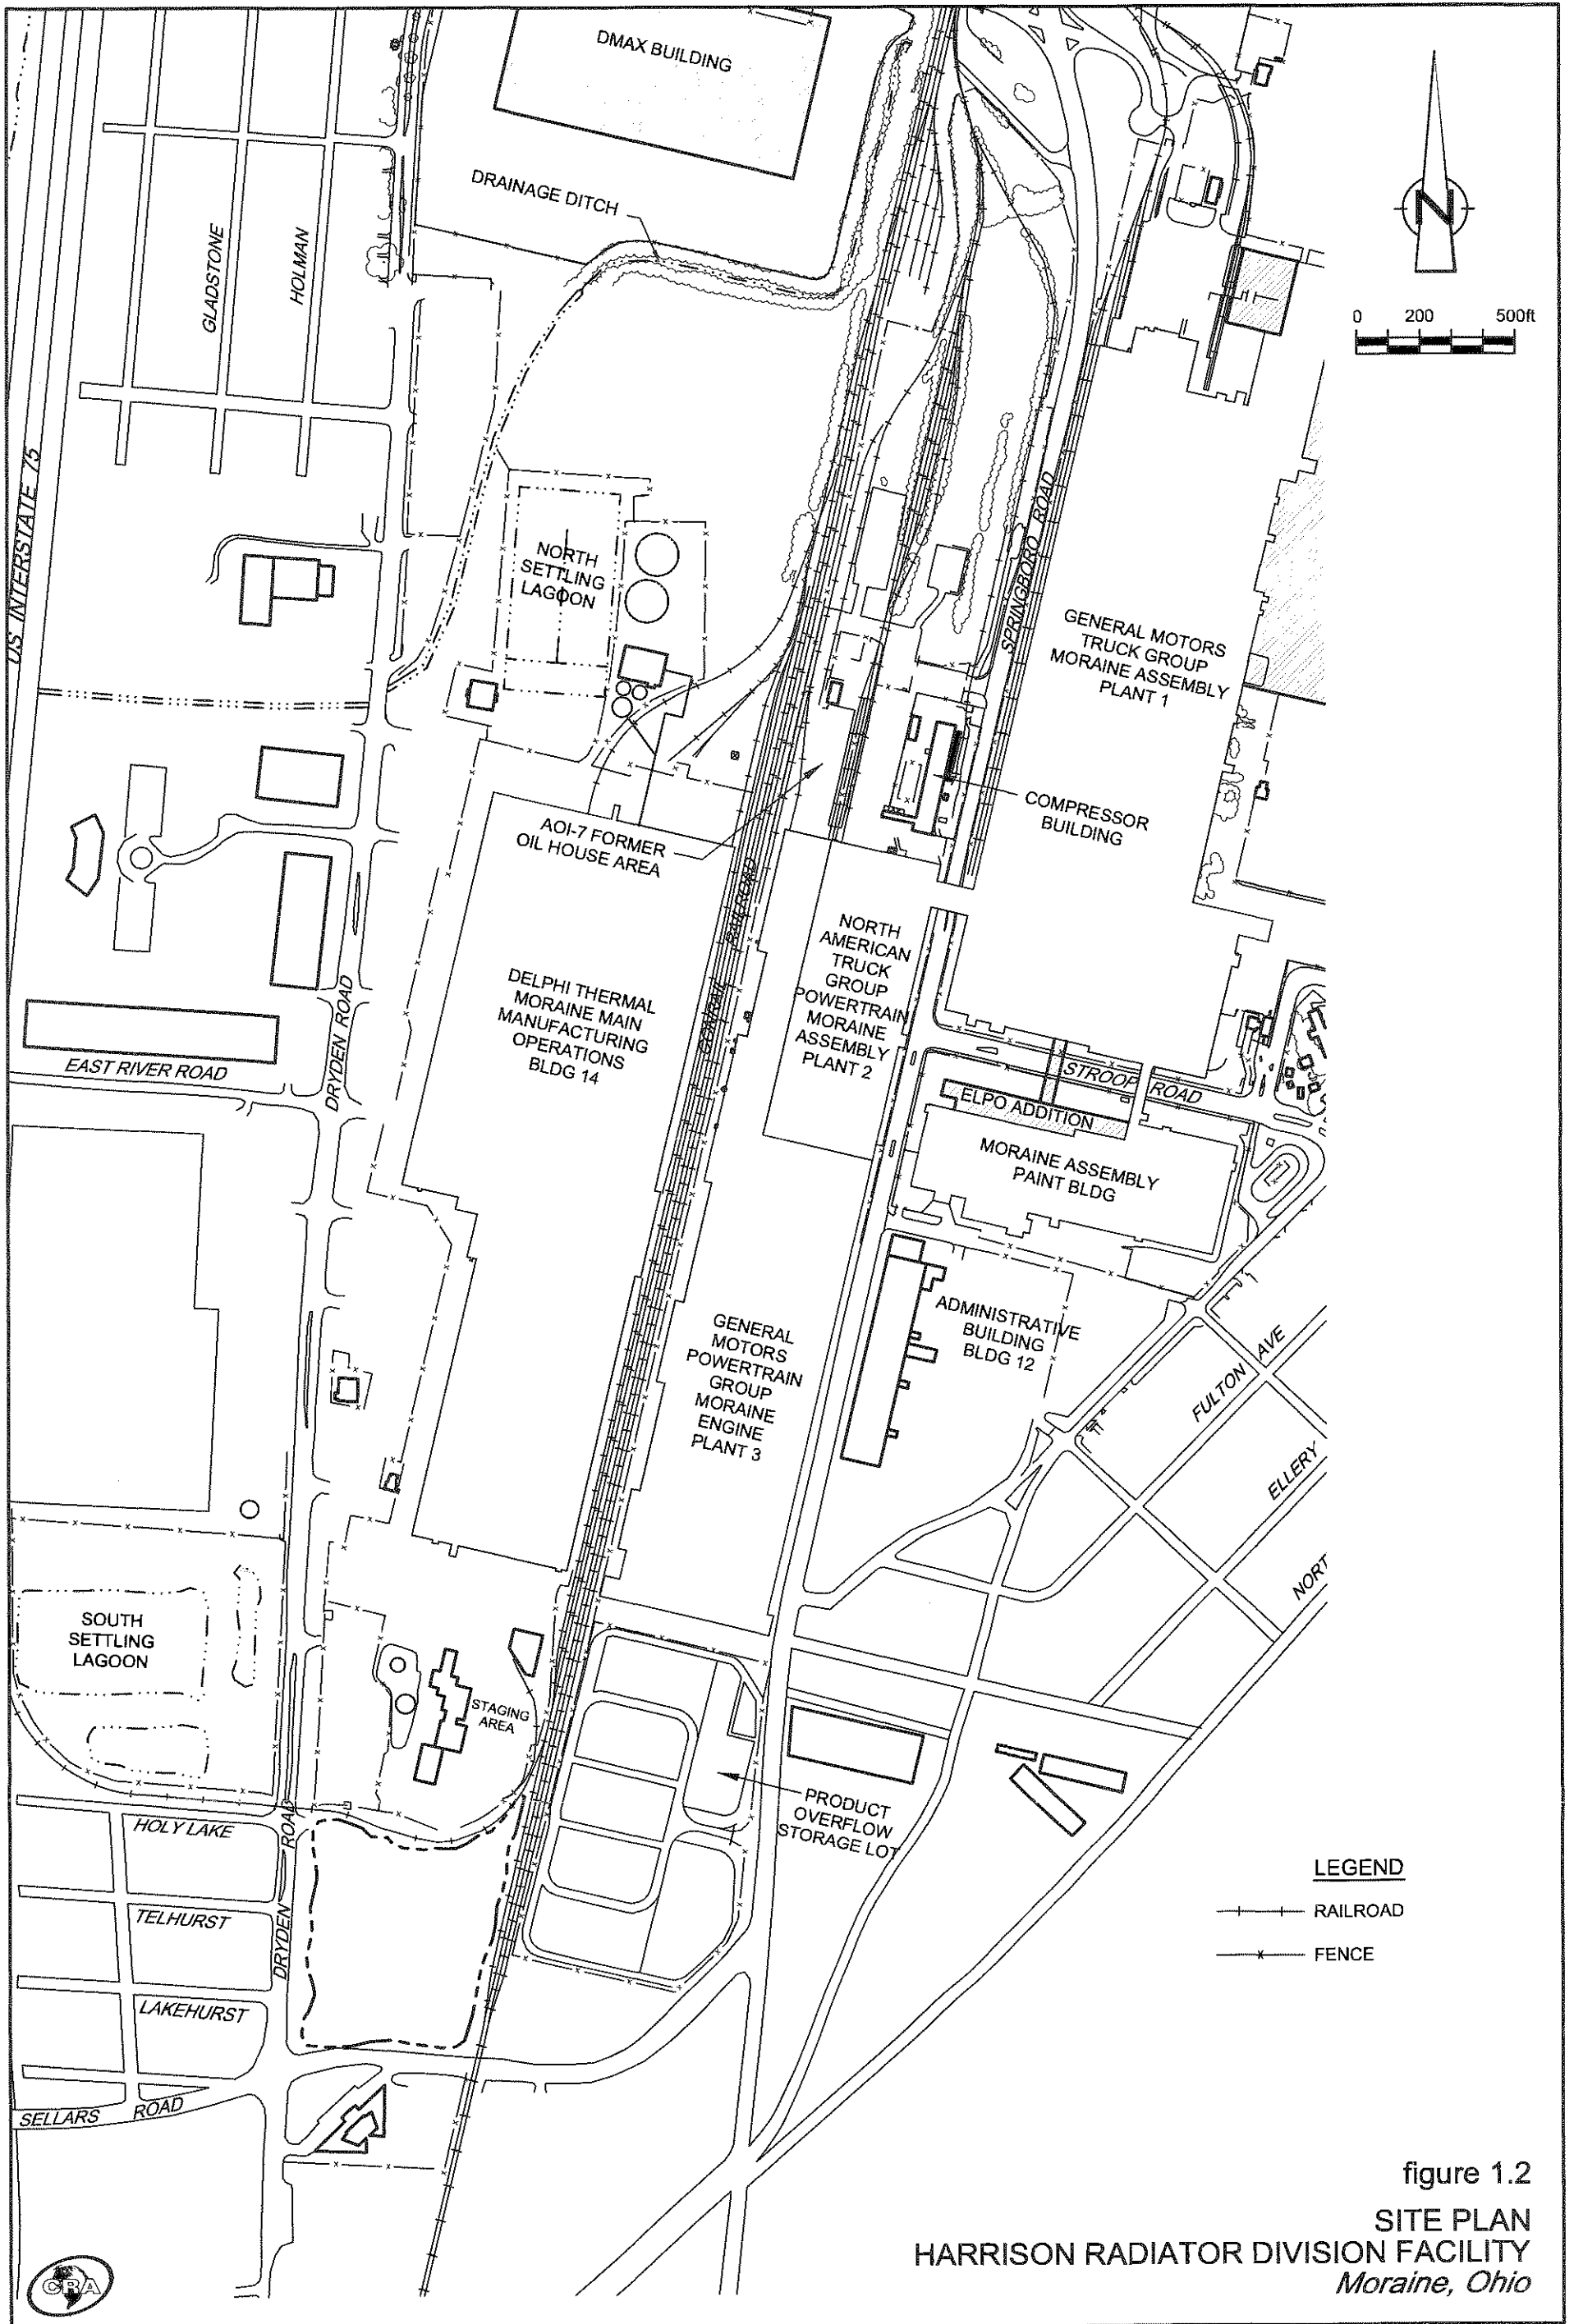 DMAX BUILDING
DRAINAGE DITCH
GLADSTONE
HOLMAN
N
0 200 500ft
US INTERSTATE 75
NORTH
SETTLING
LAGOON
SPRINGBORO ROAD
GENERAL MOTORS
TRUCK GROUP
MORAINE ASSEMBLY
PLANT 1
COMPRESSOR
BUILDING
AOI-7 FORMER
OIL HOUSE AREA
CONRAIL RAILROAD
NORTH
AMERICAN
TRUCK
GROUP
POWERTRAIN
MORAINE
ASSEMBLY
PLANT 2
DELPHI THERMAL
MORAINE MAIN
MANUFACTURING
OPERATIONS
BLDG 14
DRYDEN ROAD
EAST RIVER ROAD
STROOP ROAD
ELPO ADDITION
MORAINE ASSEMBLY
PAINT BLDG
ADMINISTRATIVE
BUILDING
BLDG 12
GENERAL
MOTORS
POWERTRAIN
GROUP
MORAINE
ENGINE
PLANT 3
FULTON AVE
ELLERY
NORT
SOUTH
SETTLING
LAGOON
STAGING
AREA
PRODUCT
OVERFLOW
STORAGE LOT
HOLY LAKE
DRYDEN ROAD
TELHURST
LAKEHURST
SELLARS ROAD
LEGEND
RAILROAD
FENCE
figure 1.2
SITE PLAN
HARRISON RADIATOR DIVISION FACILITY
Moraine, Ohio
CRA